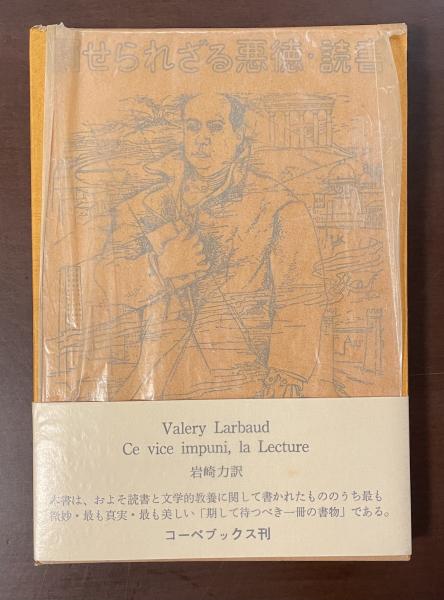 罰せられざる悪徳・読書
Valery Larbaud
Ce vice impuni, la Lecture
岩崎力訳
本書は、およそ読書と文学的教養に関して書かれたもののうち最も
微妙・最も真実・最も美しい「期して待つべき一冊の書物」である。
コーベブックス刊